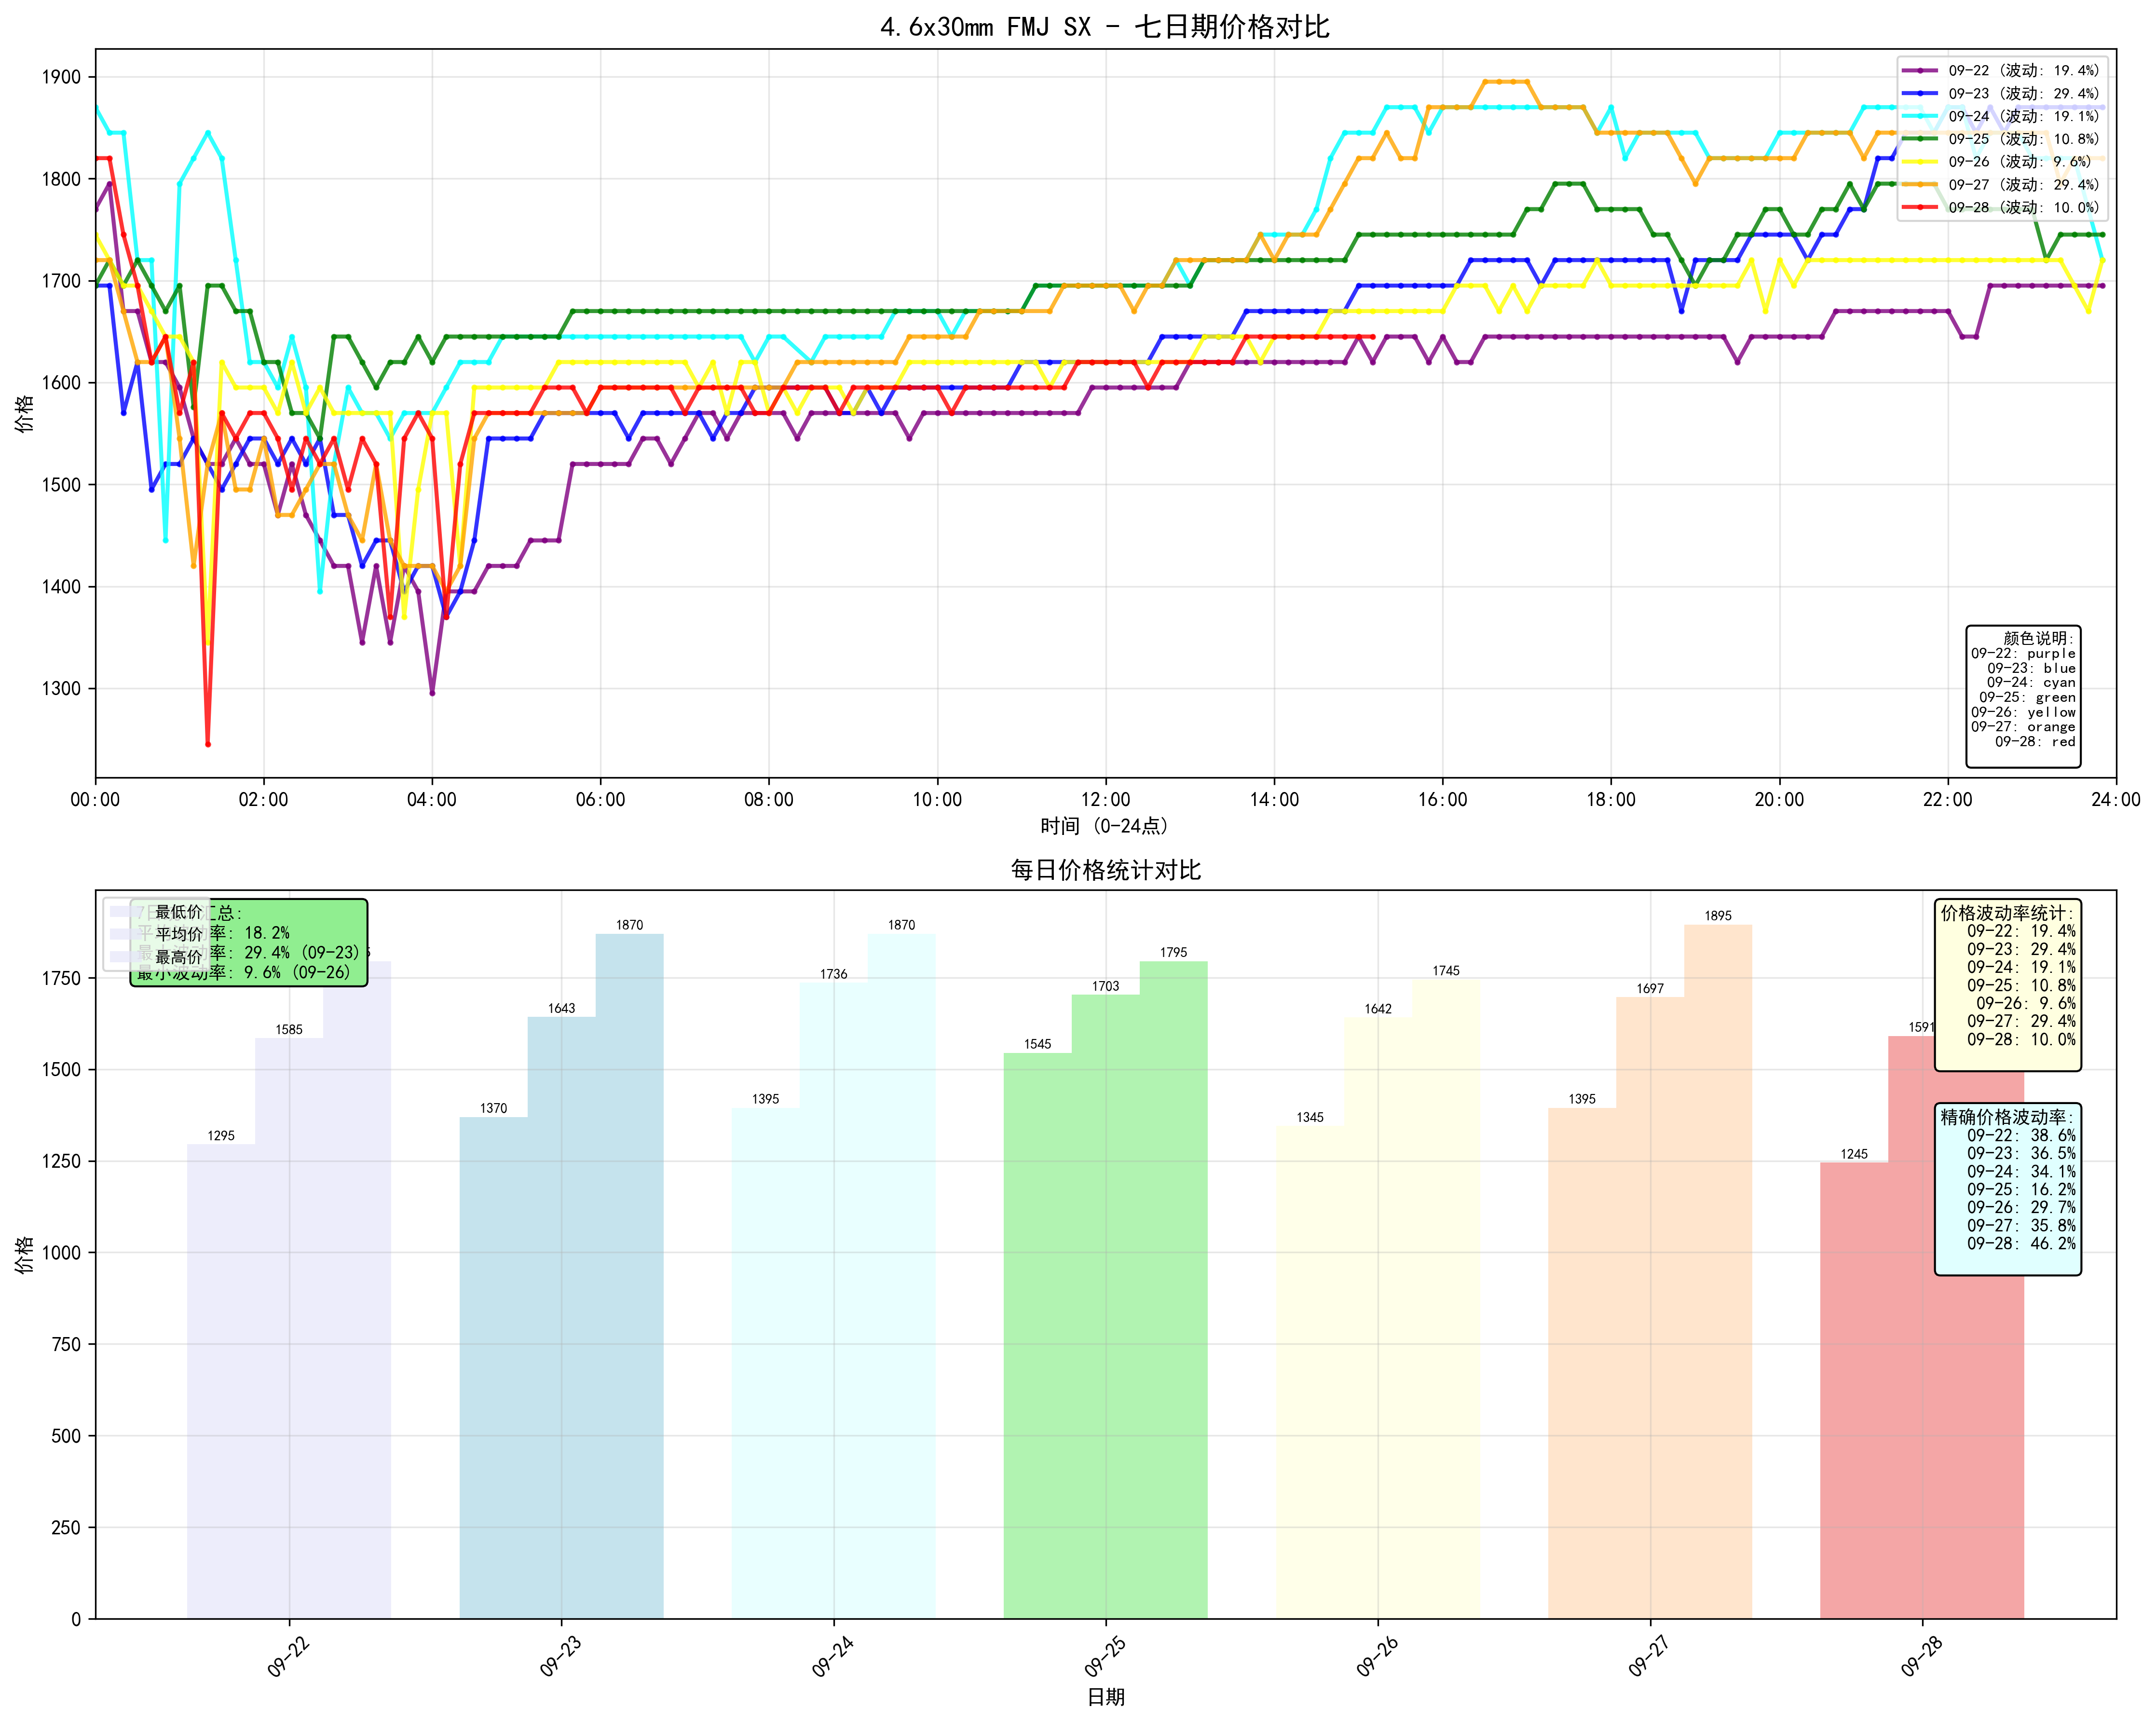 4.6x30mm FMJ SX - 七日期价格对比
价格
1900
1800
1700
1600
1500
1400
1300
09-22 (波动: 19.4%)
09-23 (波动: 29.4%)
09-24 (波动: 19.1%)
09-25 (波动: 10.8%)
09-26 (波动: 9.6%)
09-27 (波动: 29.4%)
09-28 (波动: 10.0%)
颜色说明:
09-22: purple
09-23: blue
09-24: cyan
09-25: green
09-26: yellow
09-27: orange
09-28: red
00:00 02:00 04:00 06:00 08:00 10:00 12:00 14:00 16:00 18:00 20:00 22:00 24:00
时间 (0-24点)
每日价格统计对比
价格
1750
1500
1250
1000
750
500
250
0
最低价
平均价
最高价
汇总:
率: 18.2%
29.4% (09-23)
最小波动率: 9.6% (09-26)
1295
1585
1370
1643
1870
1395
1736
1870
1545
1703
1795
1345
1642
1745
1395
1697
1895
1245
1591
价格波动率统计:
09-22: 19.4%
09-23: 29.4%
09-24: 19.1%
09-25: 10.8%
09-26: 9.6%
09-27: 29.4%
09-28: 10.0%
精确价格波动率:
09-22: 38.6%
09-23: 36.5%
09-24: 34.1%
09-25: 16.2%
09-26: 29.7%
09-27: 35.8%
09-28: 46.2%
09-22 09-23 09-24 09-25 09-26 09-27 09-28
日期